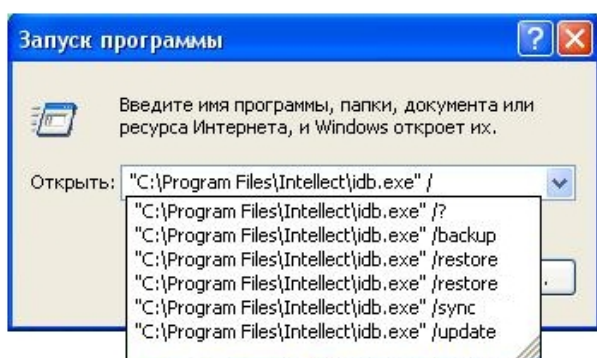 Запуск программы
Введите имя программы, папки, документа или
ресурса Интернета, и Windows откроет их.
Открыть: "C:\Program Files\Intellect\idb.exe" /
"C:\Program Files\Intellect\idb.exe" /?
"C:\Program Files\Intellect\idb.exe" /backup
"C:\Program Files\Intellect\idb.exe" /restore
"C:\Program Files\Intellect\idb.exe" /restore
"C:\Program Files\Intellect\idb.exe" /sync
"C:\Program Files\Intellect\idb.exe" /update